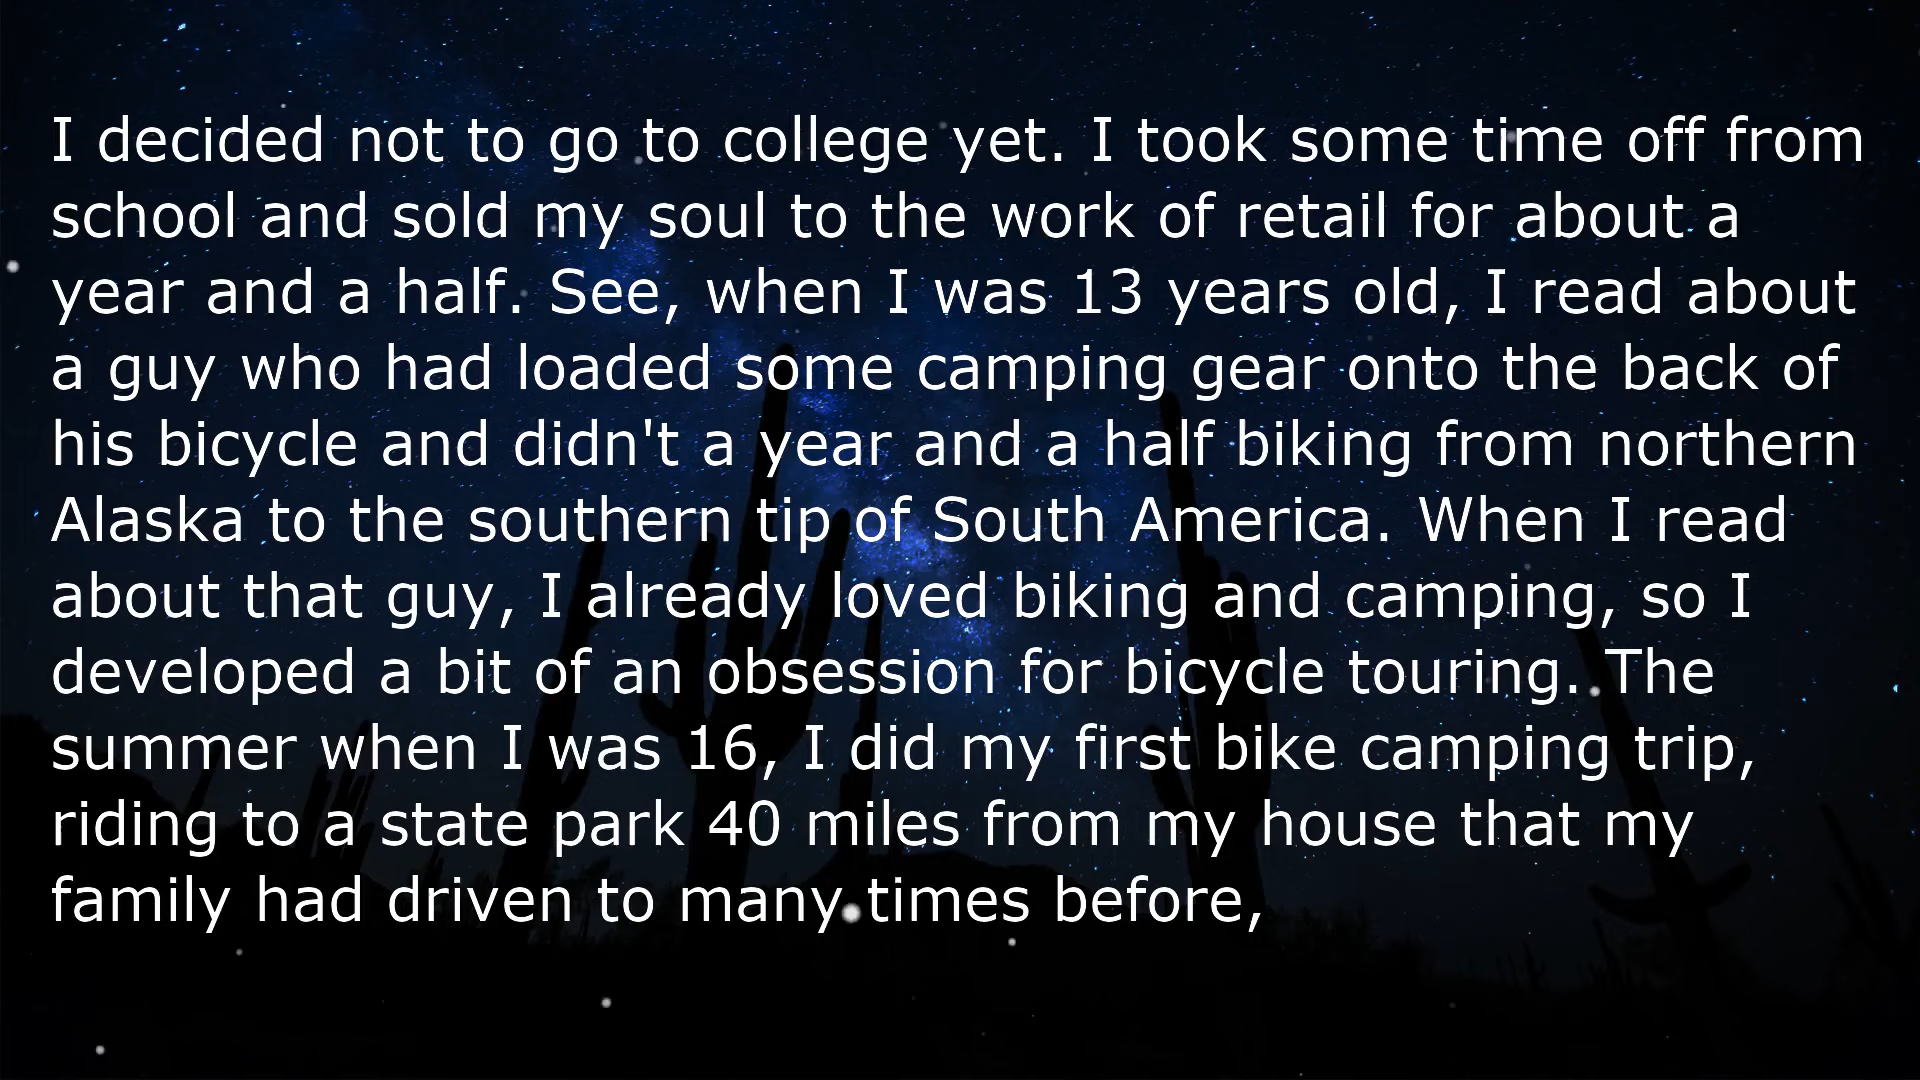 I decided not to go to college yet. I took some time off from
school and sold my soul to the work of retail for about a
year and a half. See, when I was 13 years old, I read about
a guy who had loaded some camping gear onto the back of
his bicycle and didn't a year and a half biking from northern
Alaska to the southern tip of South America. When I read
about that guy, I already loved biking and camping, so I
developed a bit of an obsession for bicycle touring. The
summer when I was 16, I did my first bike camping trip,
riding to a state park 40 miles from my house that my
family had driven to many times before,